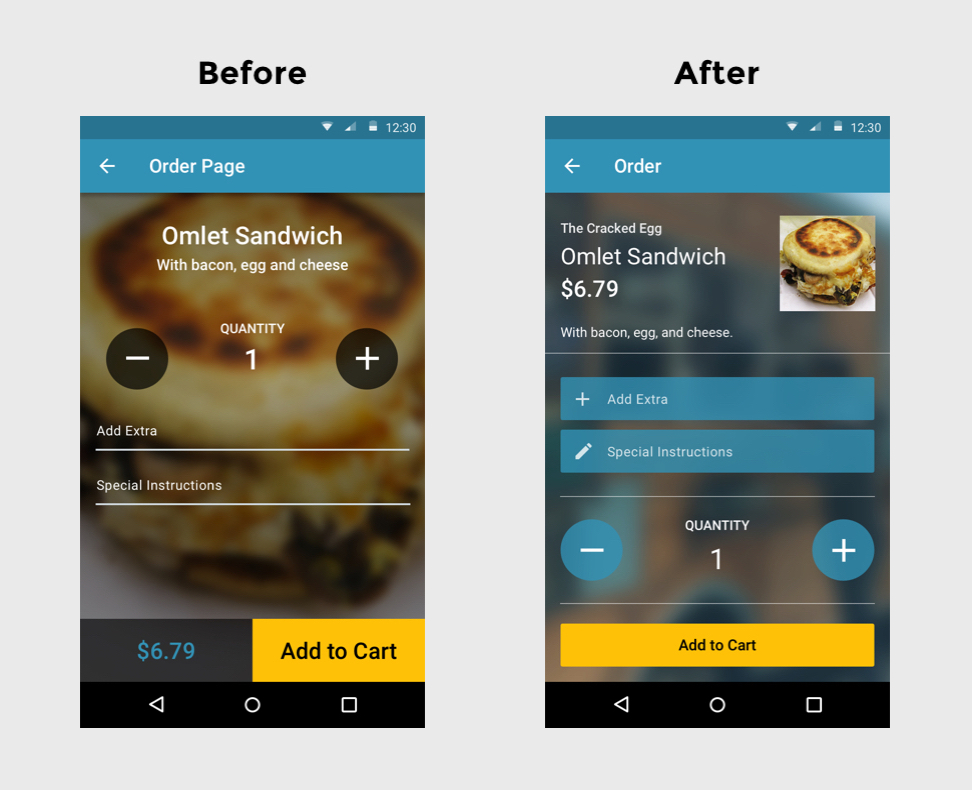 Before
12:30
Order Page
Omlet Sandwich
With bacon, egg and cheese
QUANTITY
1
Add Extra
Special Instructions
$6.79
Add to Cart
After
12:30
Order
The Cracked Egg
Omlet Sandwich
$6.79
With bacon, egg, and cheese.
Add Extra
Special Instructions
QUANTITY
1
Add to Cart